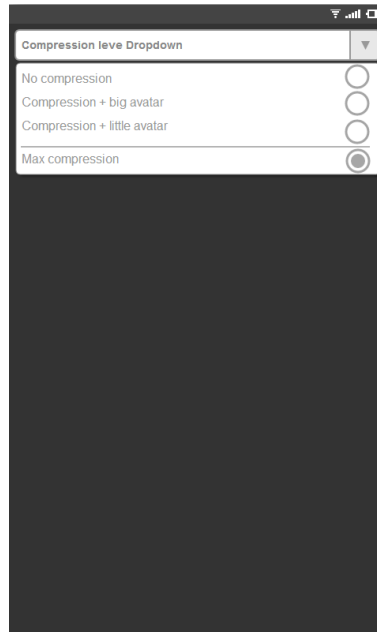 Compression leve Dropdown
No compression
Compression + big avatar
Compression + little avatar
Max compression